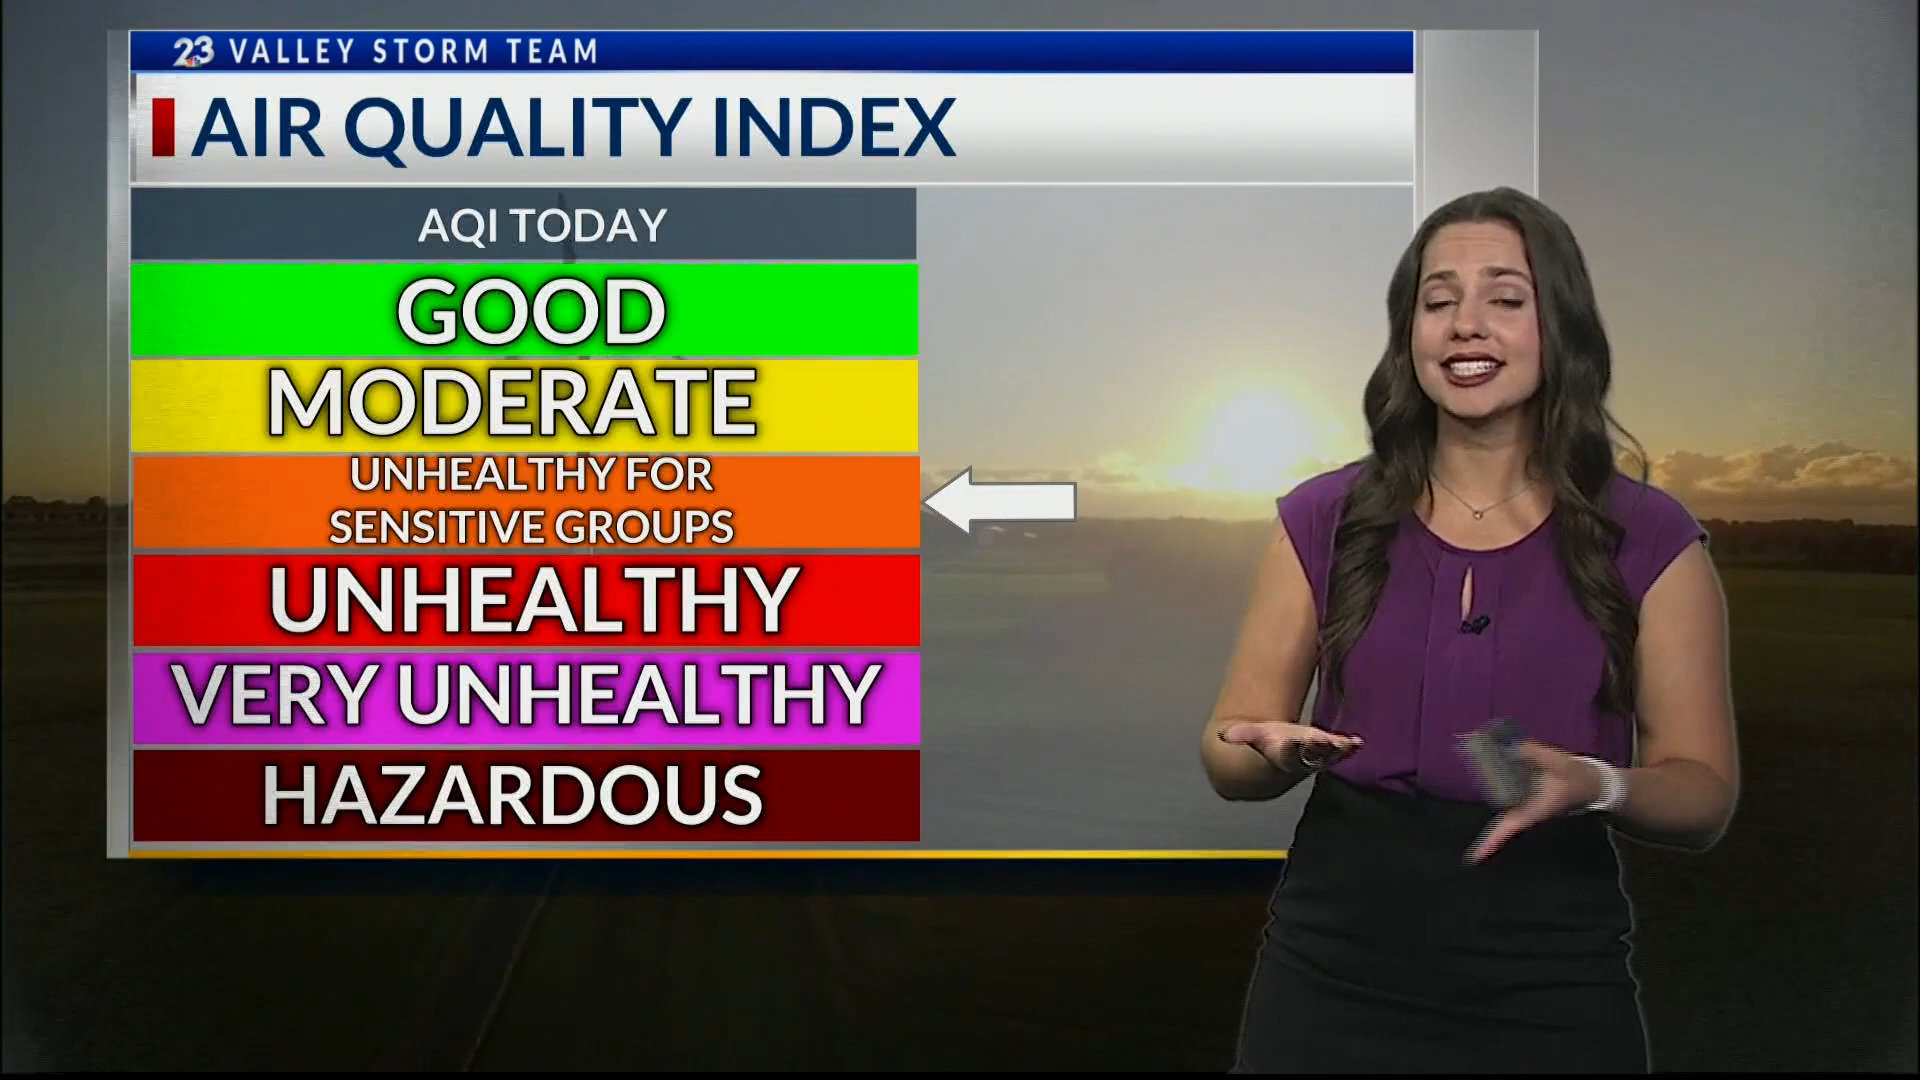 23 VALLEY STORM TEAM
AIR QUALITY INDEX
AQI TODAY
GOOD
MODERATE
UNHEALTHY FOR
SENSITIVE GROUPS
UNHEALTHY
VERY UNHEALTHY
HAZARDOUS